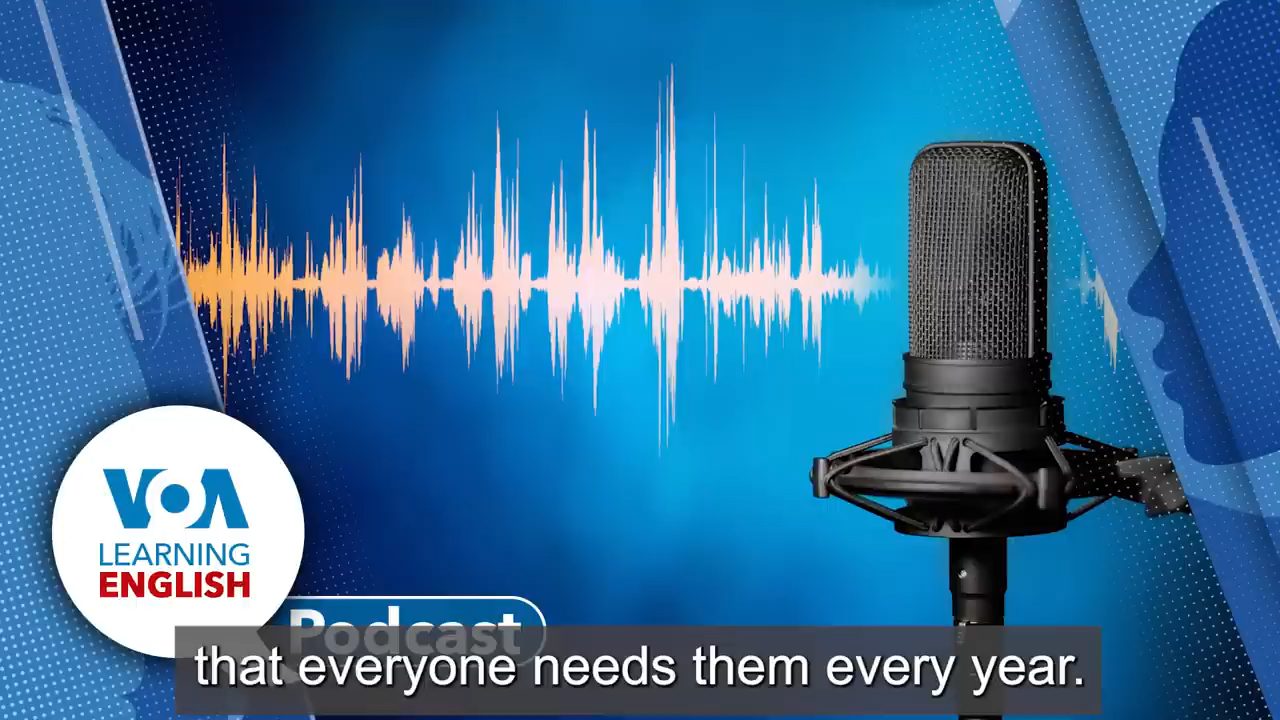 VOA
LEARNING
ENGLISH
Podcast
that everyone needs them every year.